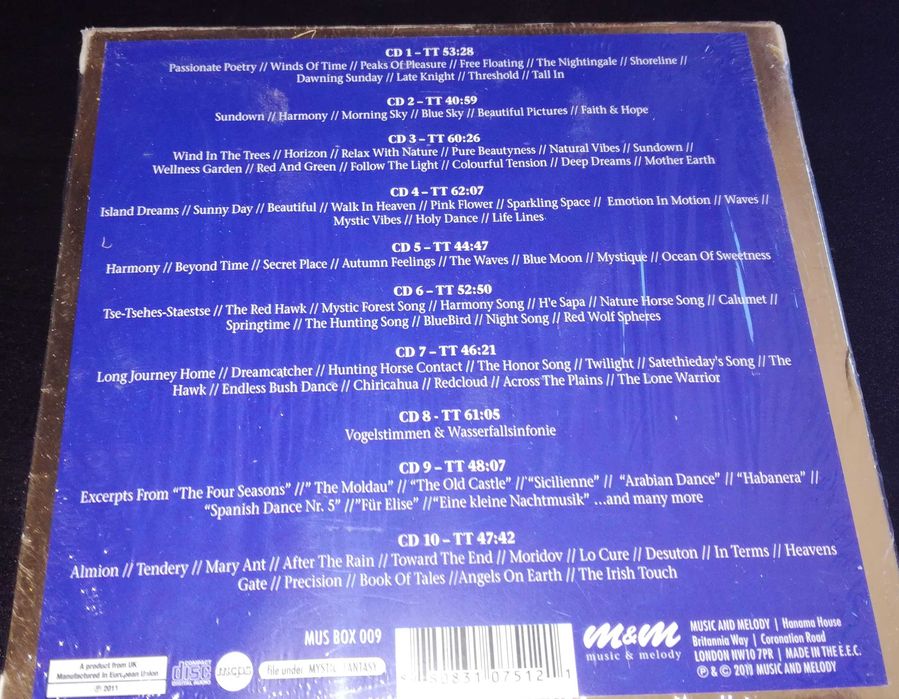 CD 1 – TT 53:28
Passionate Poetry // Winds Of Time // Peaks Of Pleasure // Free Floating // The Nightingale // Shoreline //
Dawning Sunday // Late Knight // Threshold // Tall In
CD 2 – TT 40:59
Sundown // Harmony // Morning Sky // Blue Sky // Beautiful Pictures // Faith & Hope
CD 3 – TT 60:26
Wind In The Trees // Horizon // Relax With Nature // Pure Beautyness // Natural Vibes // Sundown //
Wellness Garden // Red And Green // Follow The Light // Colourful Tension // Deep Dreams // Mother Earth
CD 4 – TT 62:07
Island Dreams // Sunny Day // Beautiful // Walk In Heaven // Pink Flower // Sparkling Space // Emotion In Motion // Waves //
Mystic Vibes // Holy Dance // Life Lines
CD 5 – TT 44:47
Harmony // Beyond Time // Secret Place // Autumn Feelings // The Waves // Blue Moon // Mystique // Ocean Of Sweetness
CD 6 – TT 52:50
Tse-Tsehes-Staestse // The Red Hawk // Mystic Forest Song // Harmony Song // H'e Sapa // Nature Horse Song // Calumet //
Springtime // The Hunting Song // BlueBird // Night Song // Red Wolf Spheres
CD 7 – TT 46:21
Long Journey Home // Dreamcatcher // Hunting Horse Contact // The Honor Song // Twilight // Satethieday's Song // The
Hawk // Endless Bush Dance // Chiricahua // Redcloud // Across The Plains // The Lone Warrior
CD 8 - TT 61:05
Vogelstimmen & Wasserfallsinfonie
CD 9 – TT 48:07
Excerpts From “The Four Seasons” //” The Moldau” // “The Old Castle” // “Sicilienne” // “Arabian Dance” // “Habanera” //
“Spanish Dance Nr. 5” //”Für Elise” //“Eine kleine Nachtmusik” ...and many more
CD 10 – TT 47:42
Almion // Tendery // Mary Ant // After The Rain // Toward The End // Moridov // Lo Cure // Desuton // In Terms // Heavens
Gate // Precision // Book Of Tales //Angels On Earth // The Irish Touch
MUS BOX 009
m&m
music & melody
MUSIC AND MELODY | Hanama House
Britannia Way | Coronation Road
LONDON NW10 7PR | MADE IN THE E.E.C.
℗ & © 2011 MUSIC AND MELODY
A product from UK
Manufactured in European Union
℗ 2011
COMPACT
disc
DIGITAL AUDIO
mcps
file under: MYSTIC / FANTASY
50831 07512 1